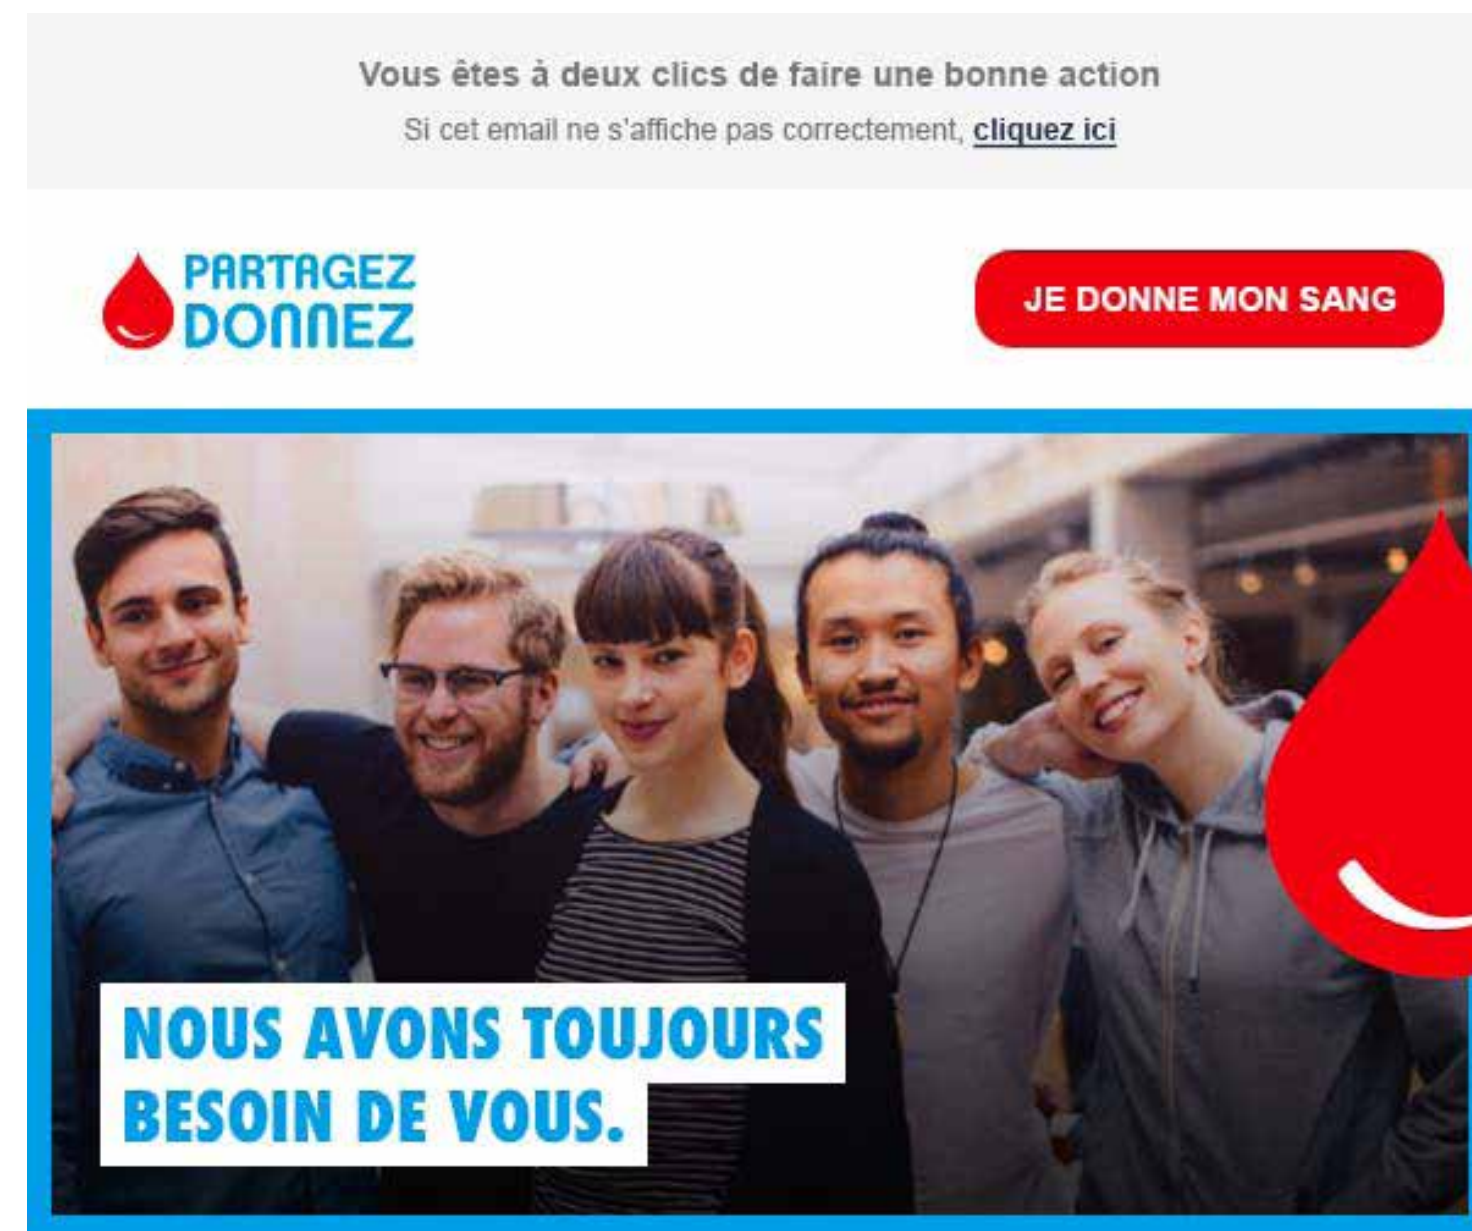 Vous êtes à deux clics de faire une bonne action
Si cet email ne s'affiche pas correctement, cliquez ici
PARTAGEZ
DONNEZ
JE DONNE MON SANG
NOUS AVONS TOUJOURS
BESOIN DE VOUS.